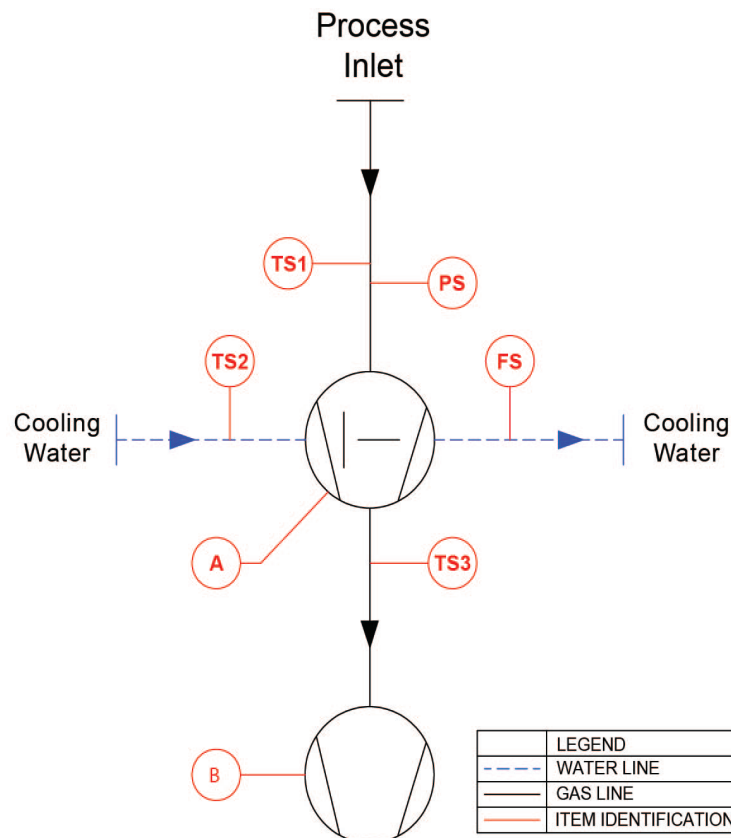 Process
Inlet
TS1
PS
TS2
FS
Cooling
Water
Cooling
Water
A
TS3
B
LEGEND
WATER LINE
GAS LINE
ITEM IDENTIFICATION